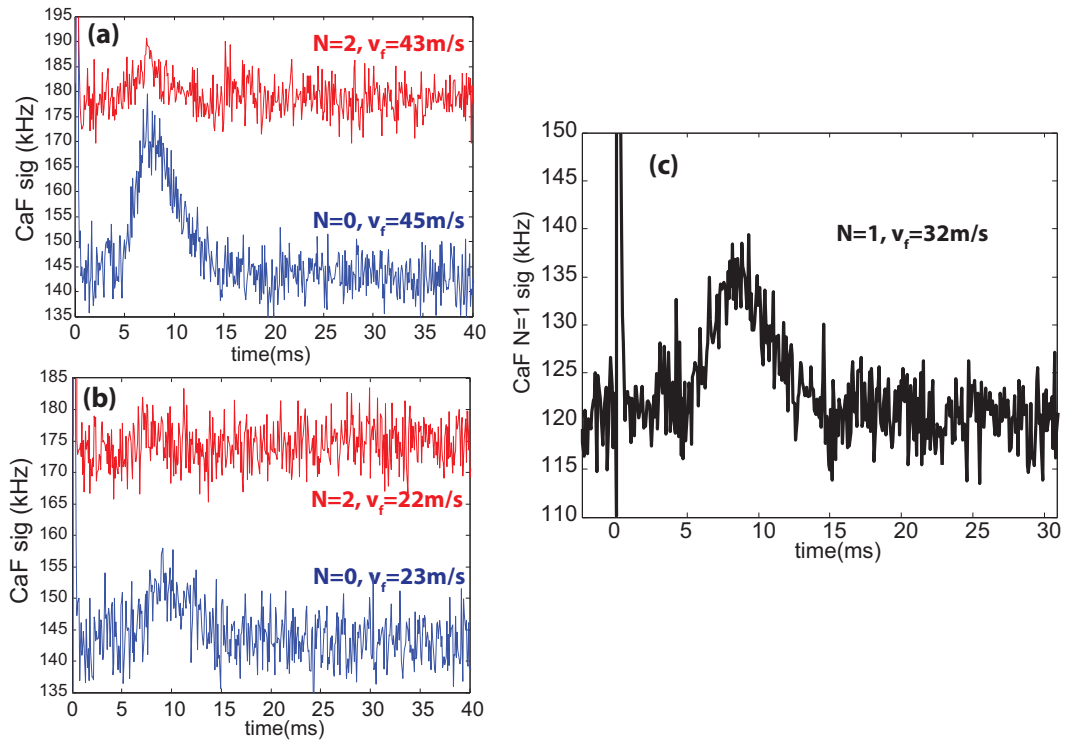 (a)
N=2, v_f=43m/s
N=0, v_f=45m/s
CaF sig (kHz)
195
190
185
180
175
170
165
160
155
150
145
140
135
0 5 10 15 20 25 30 35 40
time(ms)
(b)
N=2, v_f=22m/s
N=0, v_f=23m/s
CaF sig (kHz)
185
180
175
170
165
160
155
150
145
140
135
0 5 10 15 20 25 30 35 40
time(ms)
(c)
N=1, v_f=32m/s
CaF N=1 sig (kHz)
150
145
140
135
130
125
120
115
110
0 5 10 15 20 25 30
time(ms)